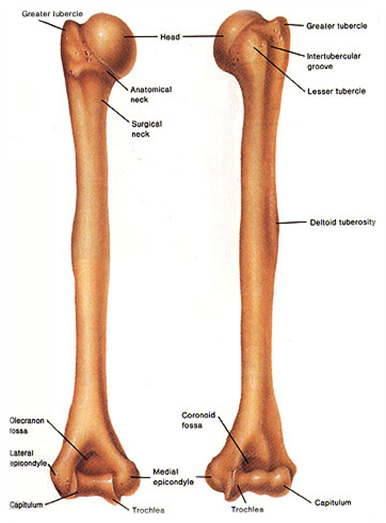 Greater tubercle
Head
Anatomical
neck
Surgical
neck
Greater tubercle
Intertubercular
groove
Lesser tubercle
Deltoid tuberosity
Olecranon
fossa
Lateral
epicondyle
Capitulum
Trochlea
Medial
epicondyle
Coronoid
fossa
Trochlea
Capitulum